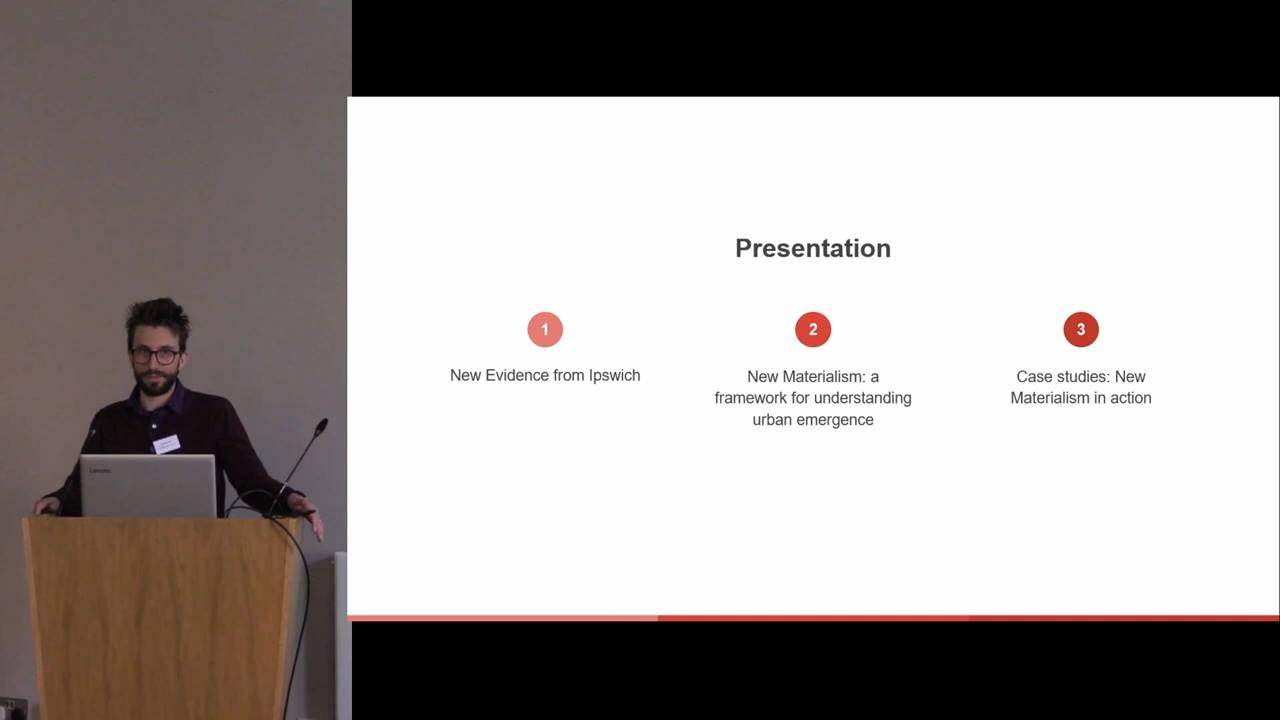 Presentation
1
New Evidence from Ipswich
2
New Materialism: a
framework for understanding
urban emergence
3
Case studies: New
Materialism in action
Lenovo